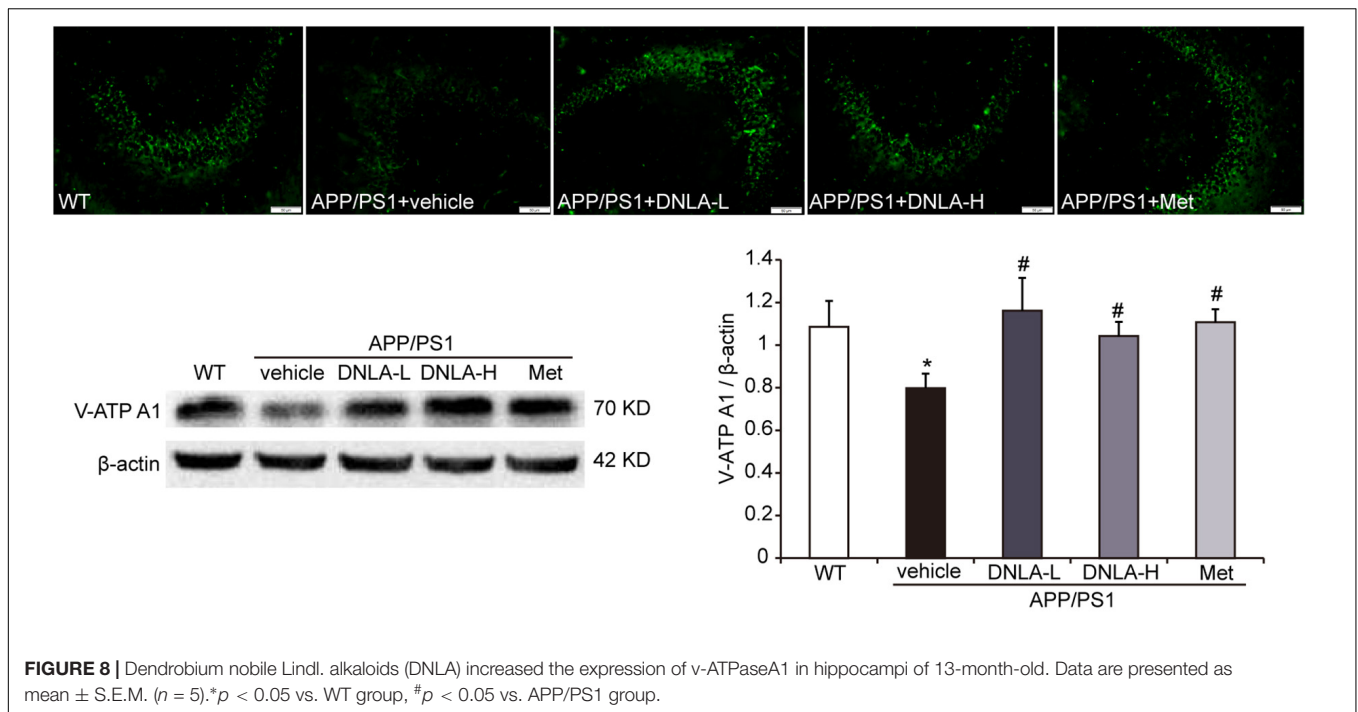 WT
APP/PS1+vehicle
APP/PS1+DNLA-L
APP/PS1+DNLA-H
APP/PS1+Met
APP/PS1
WT vehicle DNLA-L DNLA-H Met
V-ATP A1 70 KD
β-actin 42 KD
V-ATP A1 / β-actin
1.4
1.2
1
0.8
0.6
0.4
0.2
0
*
#
#
#
WT vehicle DNLA-L DNLA-H Met
APP/PS1
FIGURE 8 | Dendrobium nobile Lindl. alkaloids (DNLA) increased the expression of v-ATPaseA1 in hippocampi of 13-month-old. Data are presented as
mean ± S.E.M. (n = 5).*p < 0.05 vs. WT group, #p < 0.05 vs. APP/PS1 group.